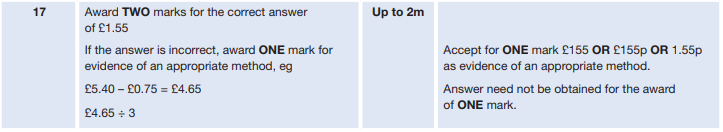 17
Award TWO marks for the correct answer
of £1.55
Up to 2m
If the answer is incorrect, award ONE mark for
evidence of an appropriate method, eg
£5.40 – £0.75 = £4.65
£4.65 ÷ 3
Accept for ONE mark £155 OR £155p OR 1.55p
as evidence of an appropriate method.
Answer need not be obtained for the award
of ONE mark.